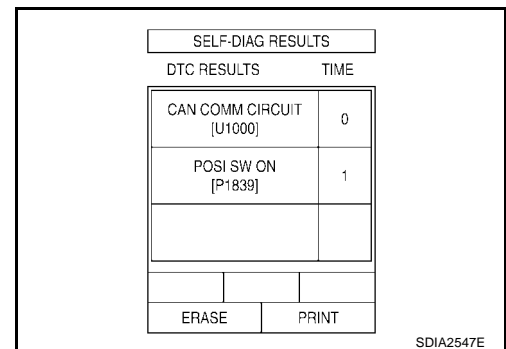 SELF-DIAG RESULTS
DTC RESULTS TIME
CAN COMM CIRCUIT 0
[U1000]
POSI SW ON 1
[P1839]
ERASE PRINT
SDIA2547E